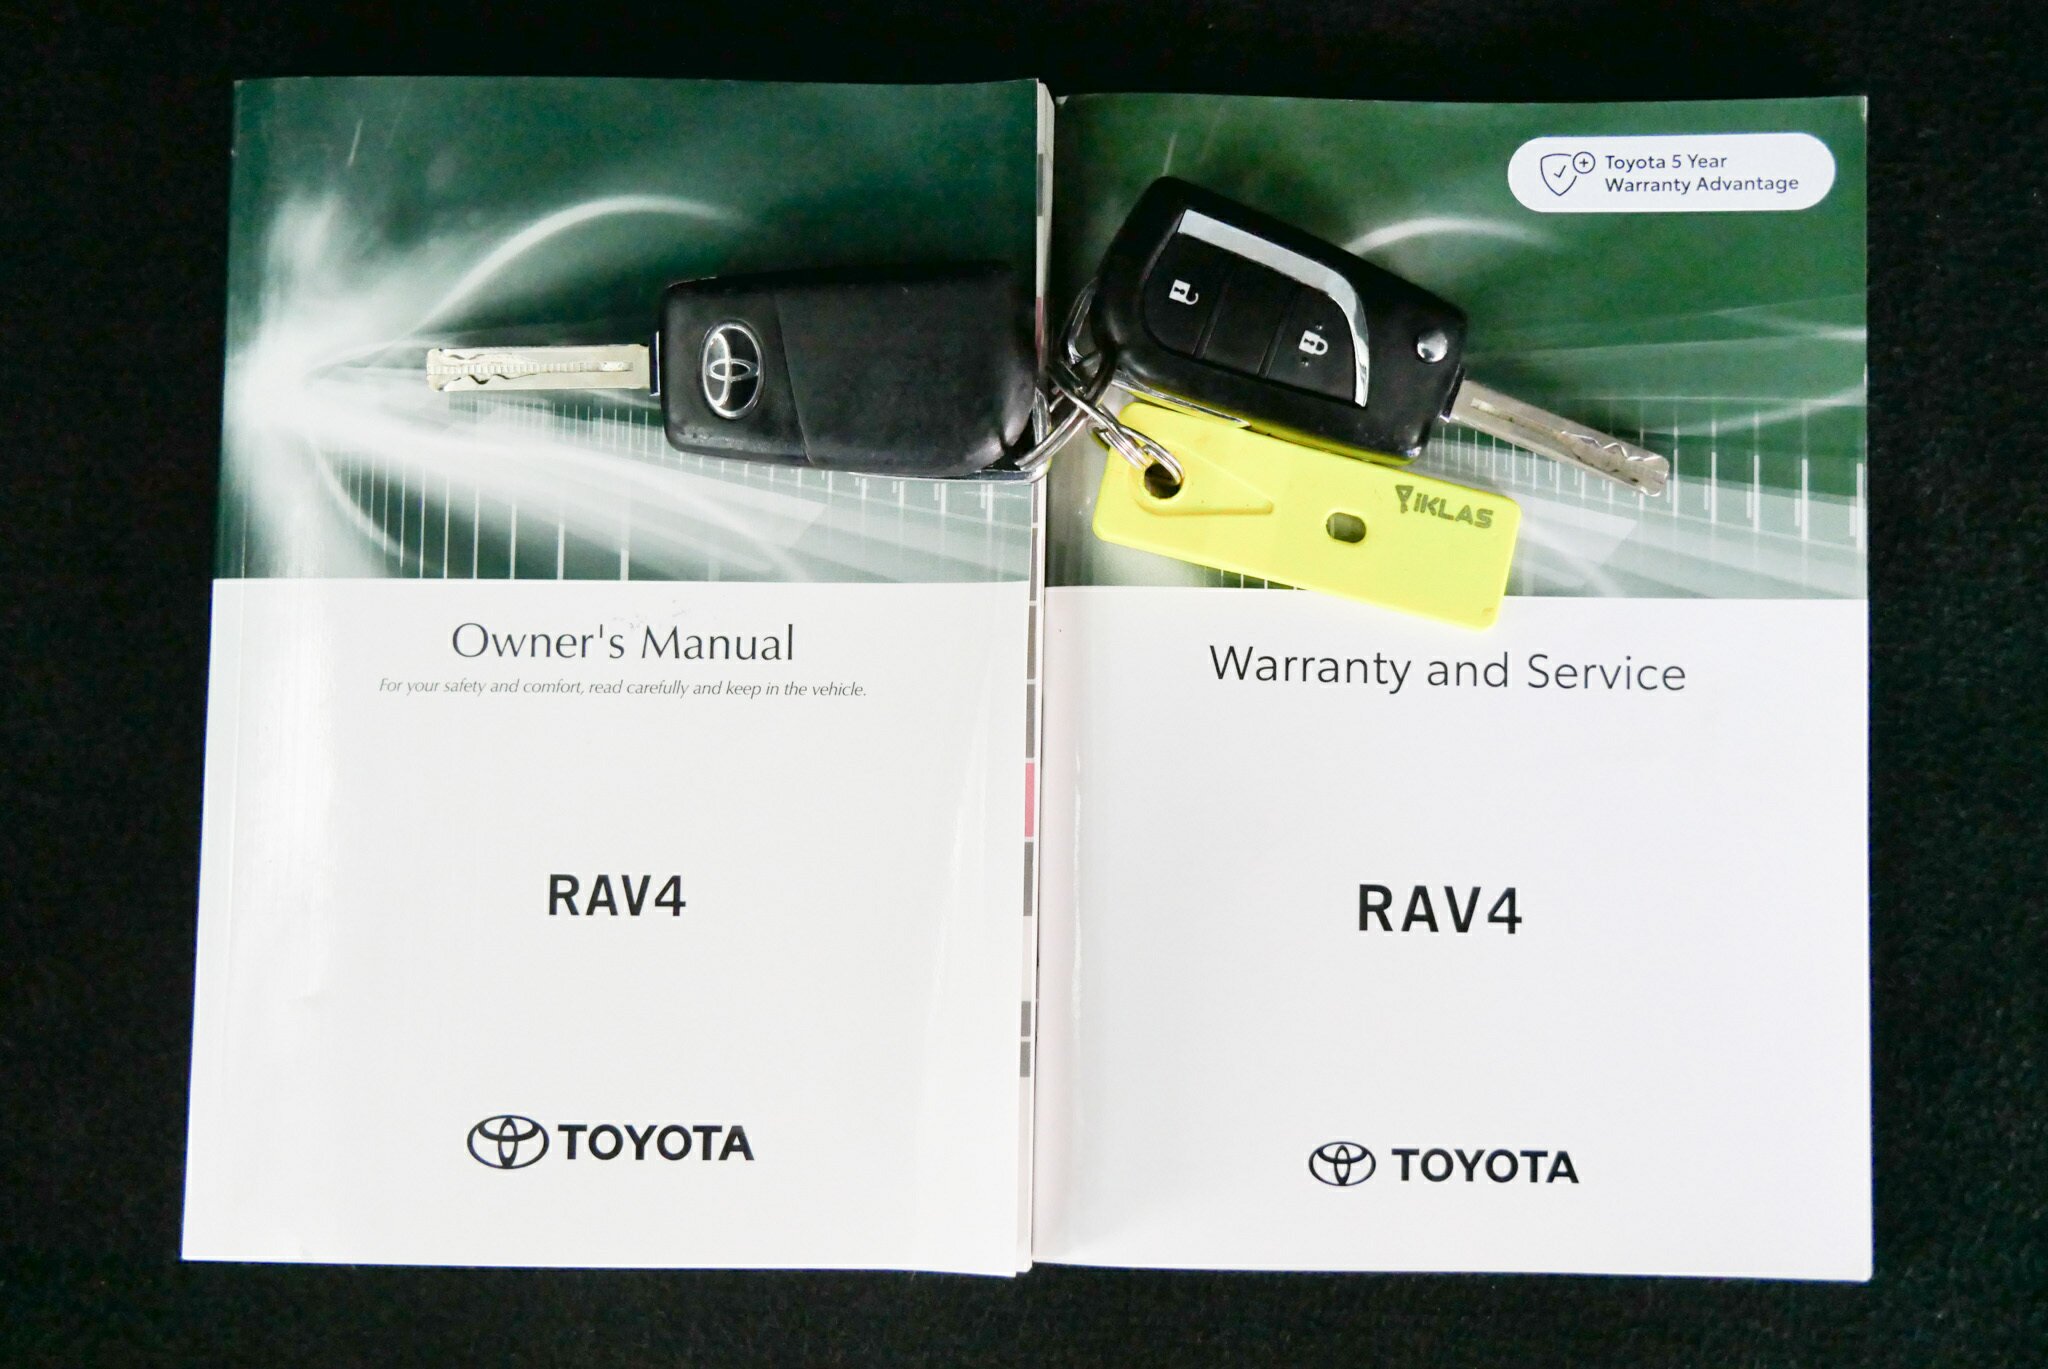 Toyota 5 Year
Warranty Advantage
iKLAS
Owner's Manual
For your safety and comfort, read carefully and keep in the vehicle.
RAV4
TOYOTA
Warranty and Service
RAV4
TOYOTA